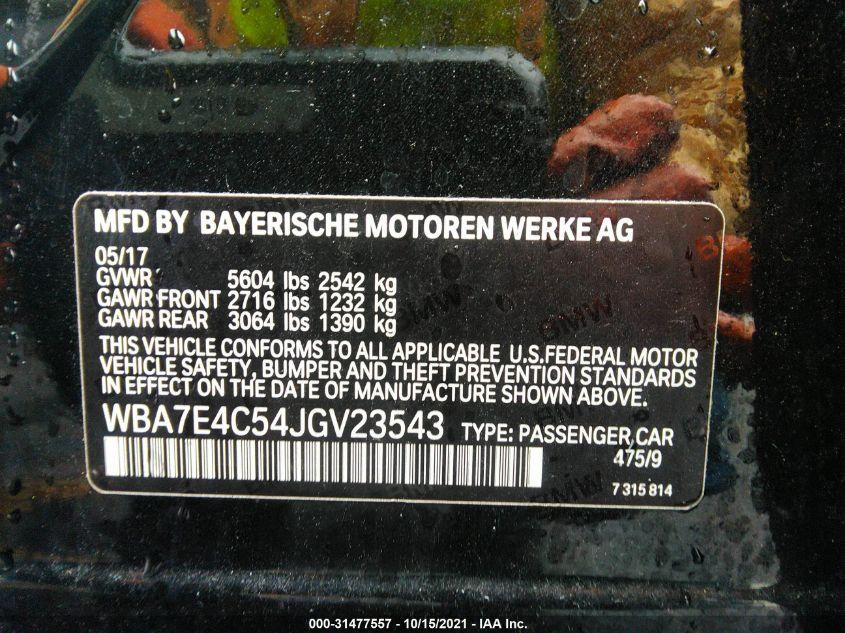 MFD BY BAYERISCHE MOTOREN WERKE AG
05/17
GVWR 5604 lbs 2542 kg
GAWR FRONT 2716 lbs 1232 kg
GAWR REAR 3064 lbs 1390 kg
THIS VEHICLE CONFORMS TO ALL APPLICABLE U.S.FEDERAL MOTOR
VEHICLE SAFETY, BUMPER AND THEFT PREVENTION STANDARDS
IN EFFECT ON THE DATE OF MANUFACTURE SHOWN ABOVE.
WBA7E4C54JGV23543 TYPE: PASSENGER CAR
475/9
7 315 814
BMW
BMW
BMW
000-31477557 - 10/15/2021 - IAA Inc.